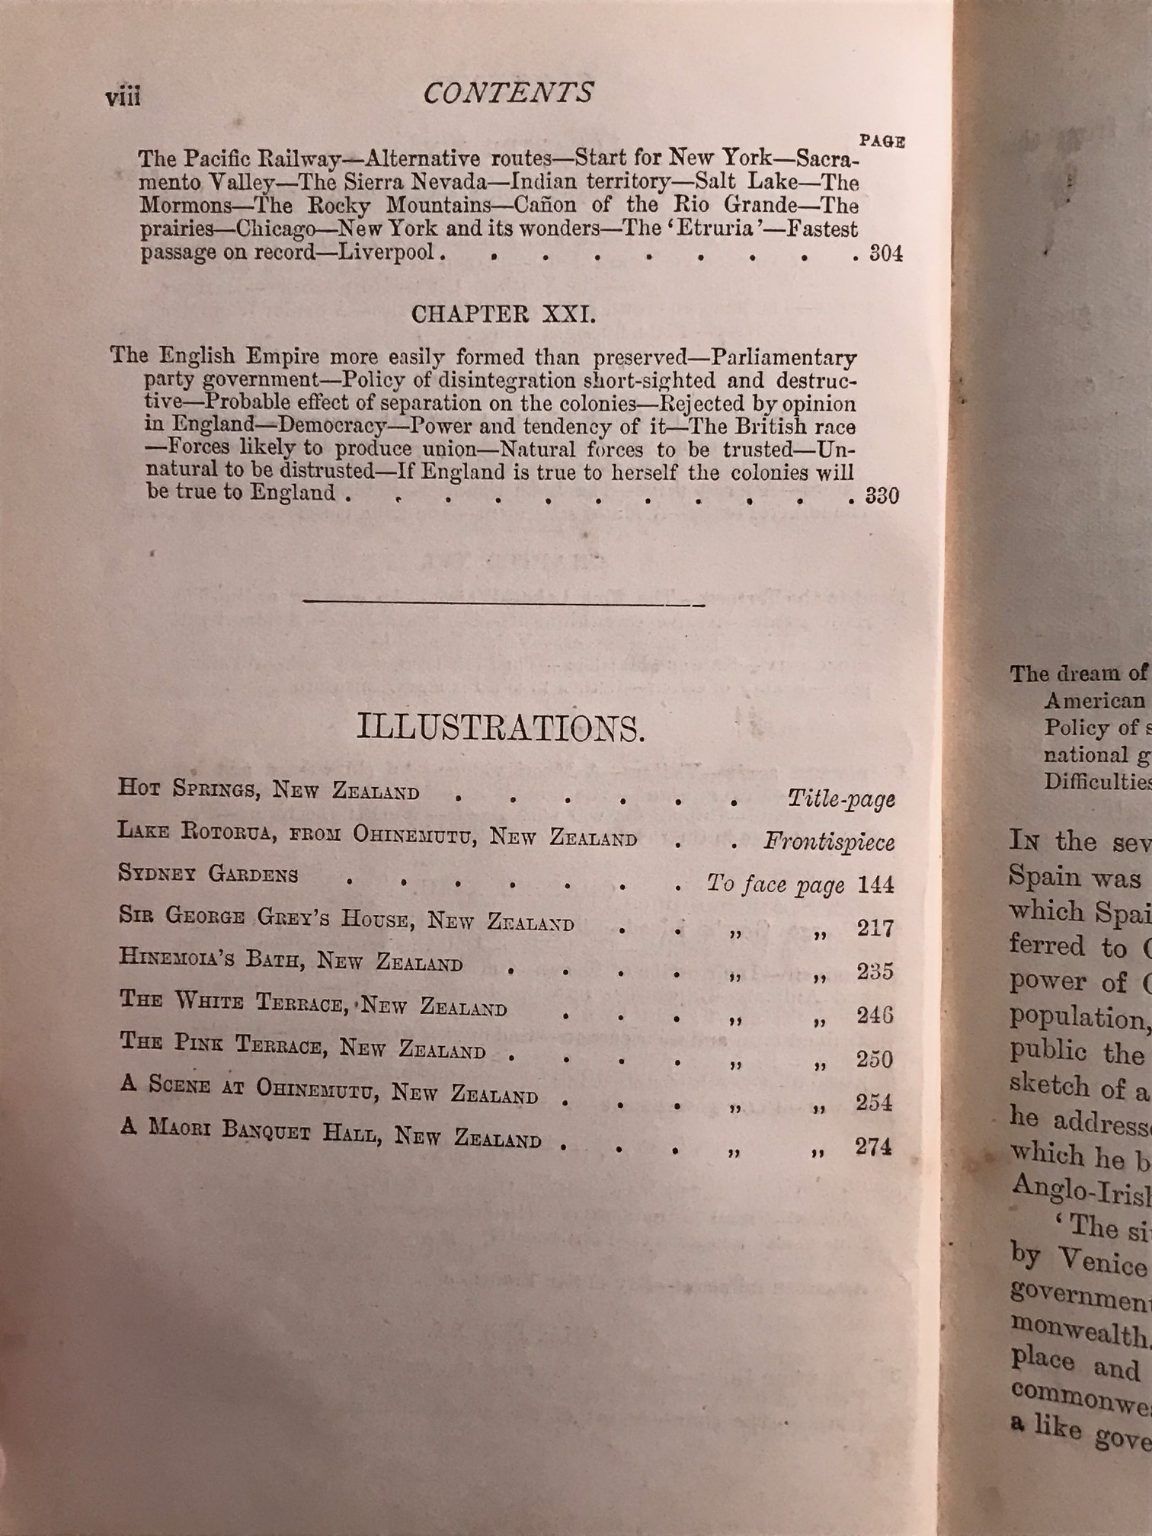 viii CONTENTS
PAGE
The Pacific Railway—Alternative routes—Start for New York—Sacra-
mento Valley—The Sierra Nevada—Indian territory—Salt Lake—The
Mormons—The Rocky Mountains—Cañon of the Rio Grande—The
prairies—Chicago—New York and its wonders—The ‘Etruria’—Fastest
passage on record—Liverpool . . . . . . . . . 304
CHAPTER XXI.
The English Empire more easily formed than preserved—Parliamentary
party government—Policy of disintegration short-sighted and destruc-
tive—Probable effect of separation on the colonies—Rejected by opinion
in England—Democracy—Power and tendency of it—The British race
—Forces likely to produce union—Natural forces to be trusted—Un-
natural to be distrusted—If England is true to herself the colonies will
be true to England . . . . . . . . . . . 330
ILLUSTRATIONS.
HOT SPRINGS, NEW ZEALAND . . . . . . Title-page
LAKE ROTORUA, FROM OHINEMUTU, NEW ZEALAND . . Frontispiece
SYDNEY GARDENS . . . . . . . To face page 144
SIR GEORGE GREY'S HOUSE, NEW ZEALAND . . „ „ 217
HINEMOIA'S BATH, NEW ZEALAND . . . . „ „ 235
THE WHITE TERRACE, NEW ZEALAND . . . „ „ 246
THE PINK TERRACE, NEW ZEALAND . . . . „ „ 250
A SCENE AT OHINEMUTU, NEW ZEALAND . . . „ „ 254
A MAORI BANQUET HALL, NEW ZEALAND . . . „ „ 274
The dream of
American
Policy of
national
Difficulties
IN the
Spain was
which
ferred to
power of
population,
public the
sketch of a
he
which he
‘The
by Venice
monwealth.
place and
a like